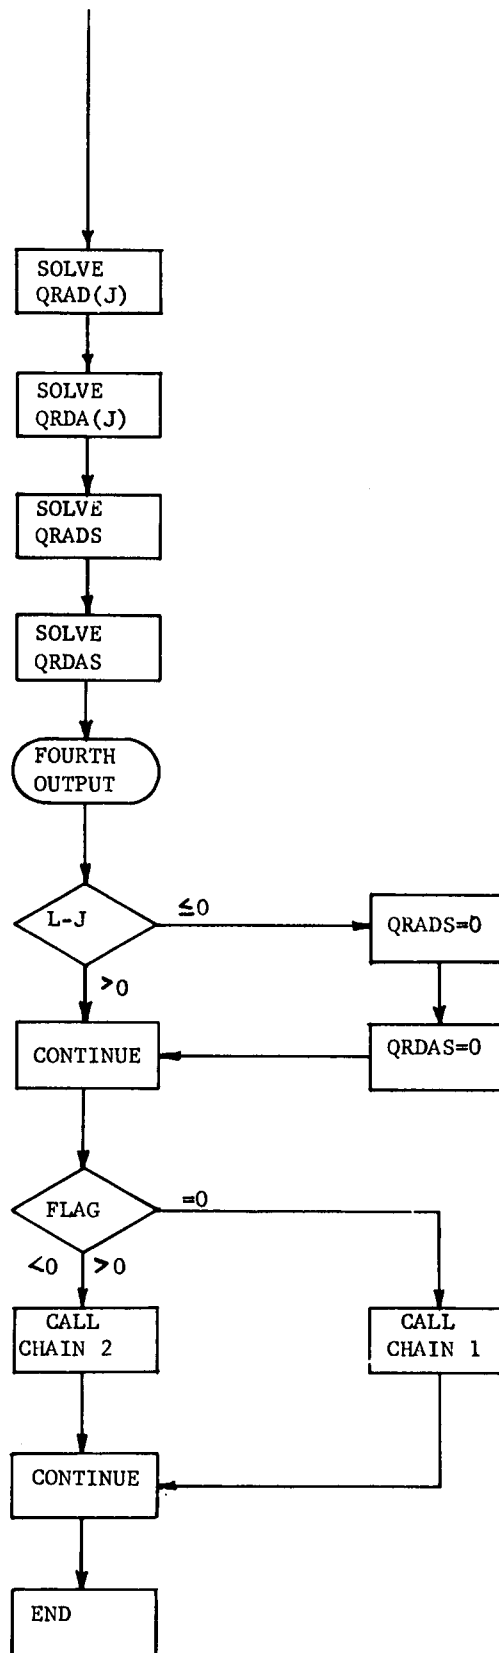 SOLVE
QRAD(J)
SOLVE
QRDA(J)
SOLVE
QRADS
SOLVE
QRDAS
FOURTH
OUTPUT
L-J
≤0
QRADS=0
>0
CONTINUE
QRDAS=0
FLAG
=0
<0 >0
CALL
CHAIN 2
CALL
CHAIN 1
CONTINUE
END